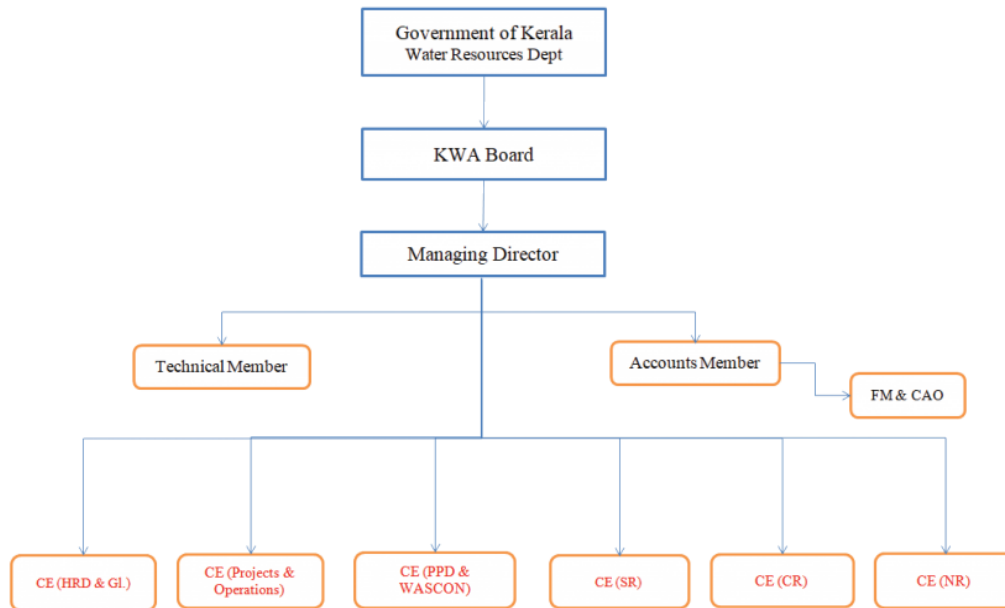 Government of Kerala
Water Resources Dept
KWA Board
Managing Director
Technical Member
Accounts Member
FM & CAO
CE (HRD & Gl.)
CE (Projects &
Operations)
CE (PPD &
WASCON)
CE (SR)
CE (CR)
CE (NR)